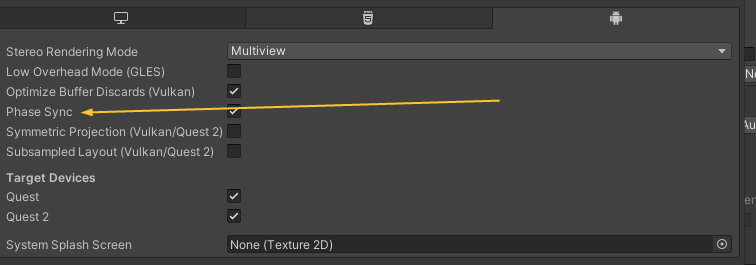 Stereo Rendering Mode Multiview
Low Overhead Mode (GLES)
Optimize Buffer Discards (Vulkan)
Phase Sync
Symmetric Projection (Vulkan/Quest 2)
Subsampled Layout (Vulkan/Quest 2)
Target Devices
Quest
Quest 2
System Splash Screen None (Texture 2D)